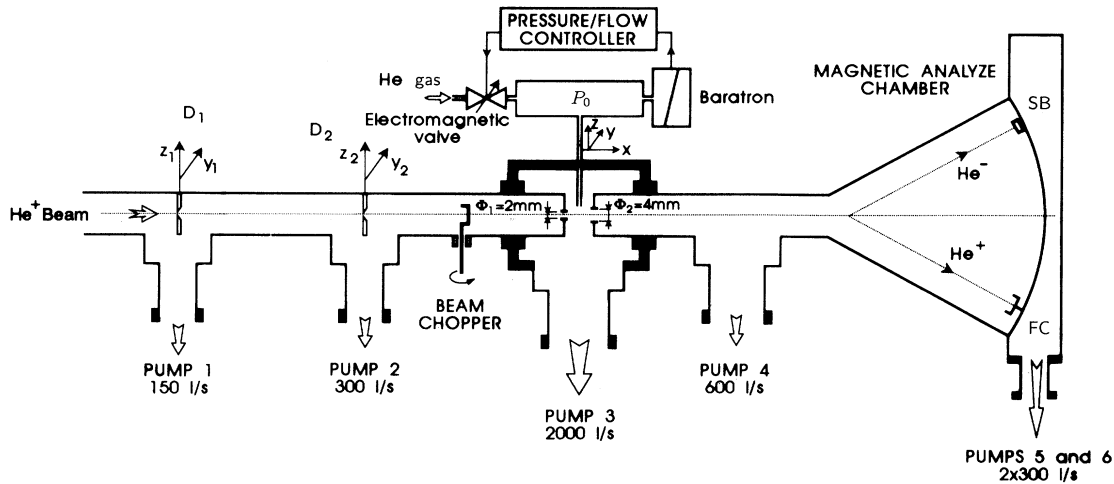 PRESSURE/FLOW
CONTROLLER
He gas
P₀
Baratron
Electromagnetic
valve
MAGNETIC ANALYZE
CHAMBER
SB
D₁
D₂
z₁
y₁
z₂
y₂
z
y
x
He⁺Beam
Φ₁=2mm
Φ₂=4mm
He⁻
He⁺
BEAM
CHOPPER
FC
PUMP 1
150 l/s
PUMP 2
300 l/s
PUMP 3
2000 l/s
PUMP 4
600 l/s
PUMPS 5 and 6
2x300 l/s